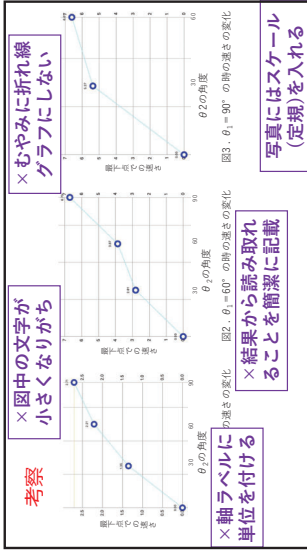 考察
×図中の文字が
小さくなりがち
×むやみに折れ線
グラフにしない
最下点での速さ
θ₂の角度
30
60
90
の速さの変化
×軸ラベルに
単位を付ける
最下点での速さ
θ₂の角度
30
60
90
図2. θ₁=60° の時の速さの変化
×結果から読み取れ
ることを簡潔に記載
最下点での速さ
7
6
5
4
3
2
1
0
θ2の角度
30
60
図3. θ₁=90° の時の速さの変化
写真にはスケール
(定規)を入れる